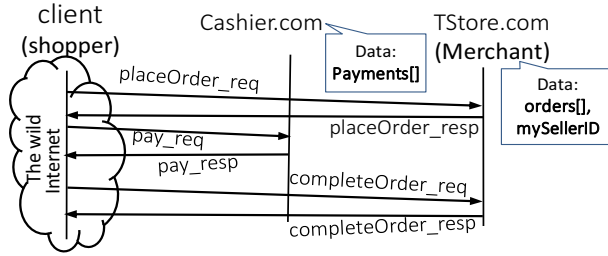 client
(shopper)
Cashier.com
TStore.com
(Merchant)
Data:
Payments[]
Data:
orders[],
mySellerID
The wild
Internet
placeOrder_req
placeOrder_resp
pay_req
pay_resp
completeOrder_req
completeOrder_resp